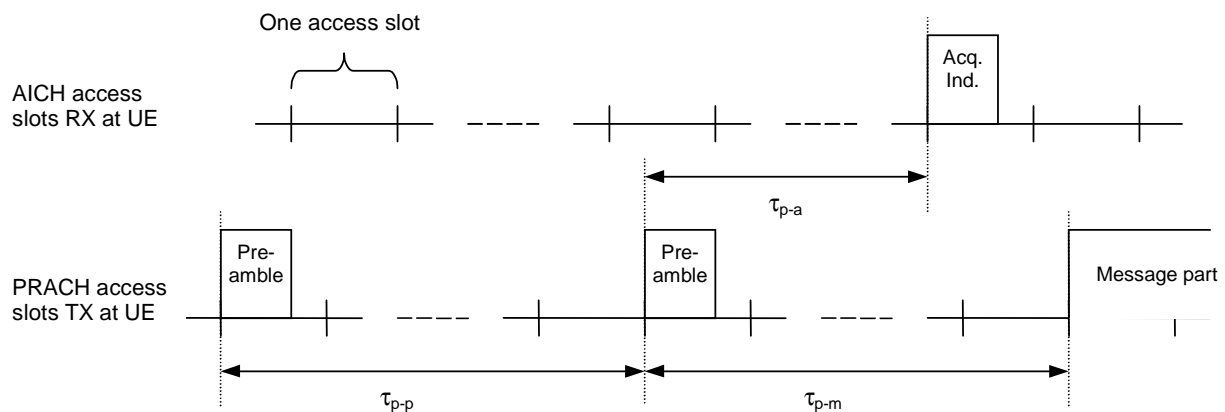 One access slot
Acq.
Ind.
AICH access
slots RX at UE
τp-a
Pre-
amble
Pre-
amble
Message part
PRACH access
slots TX at UE
τp-p
τp-m